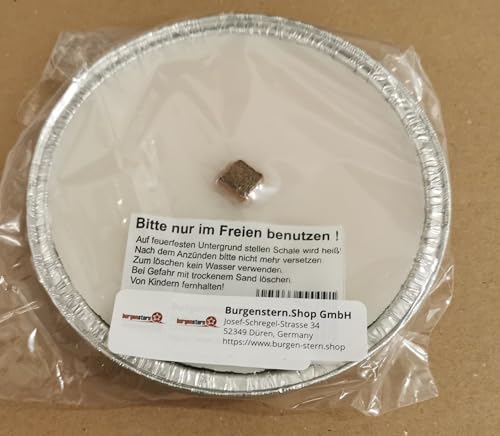 Bitte nur im Freien benutzen !
Auf feuerfesten Untergrund stellen Schale wird heiß!
Nach dem Anzünden bitte nicht mehr versetzen.
Zum löschen kein Wasser verwenden.
Bei Gefahr mit trockenem Sand löschen.
Von Kindern fernhalten!
burgenstern
burgenstern
Burgenstern.Shop GmbH
Josef-Schregel-Strasse 34
52349 Düren, Germany
https://www.burgen-stern.shop